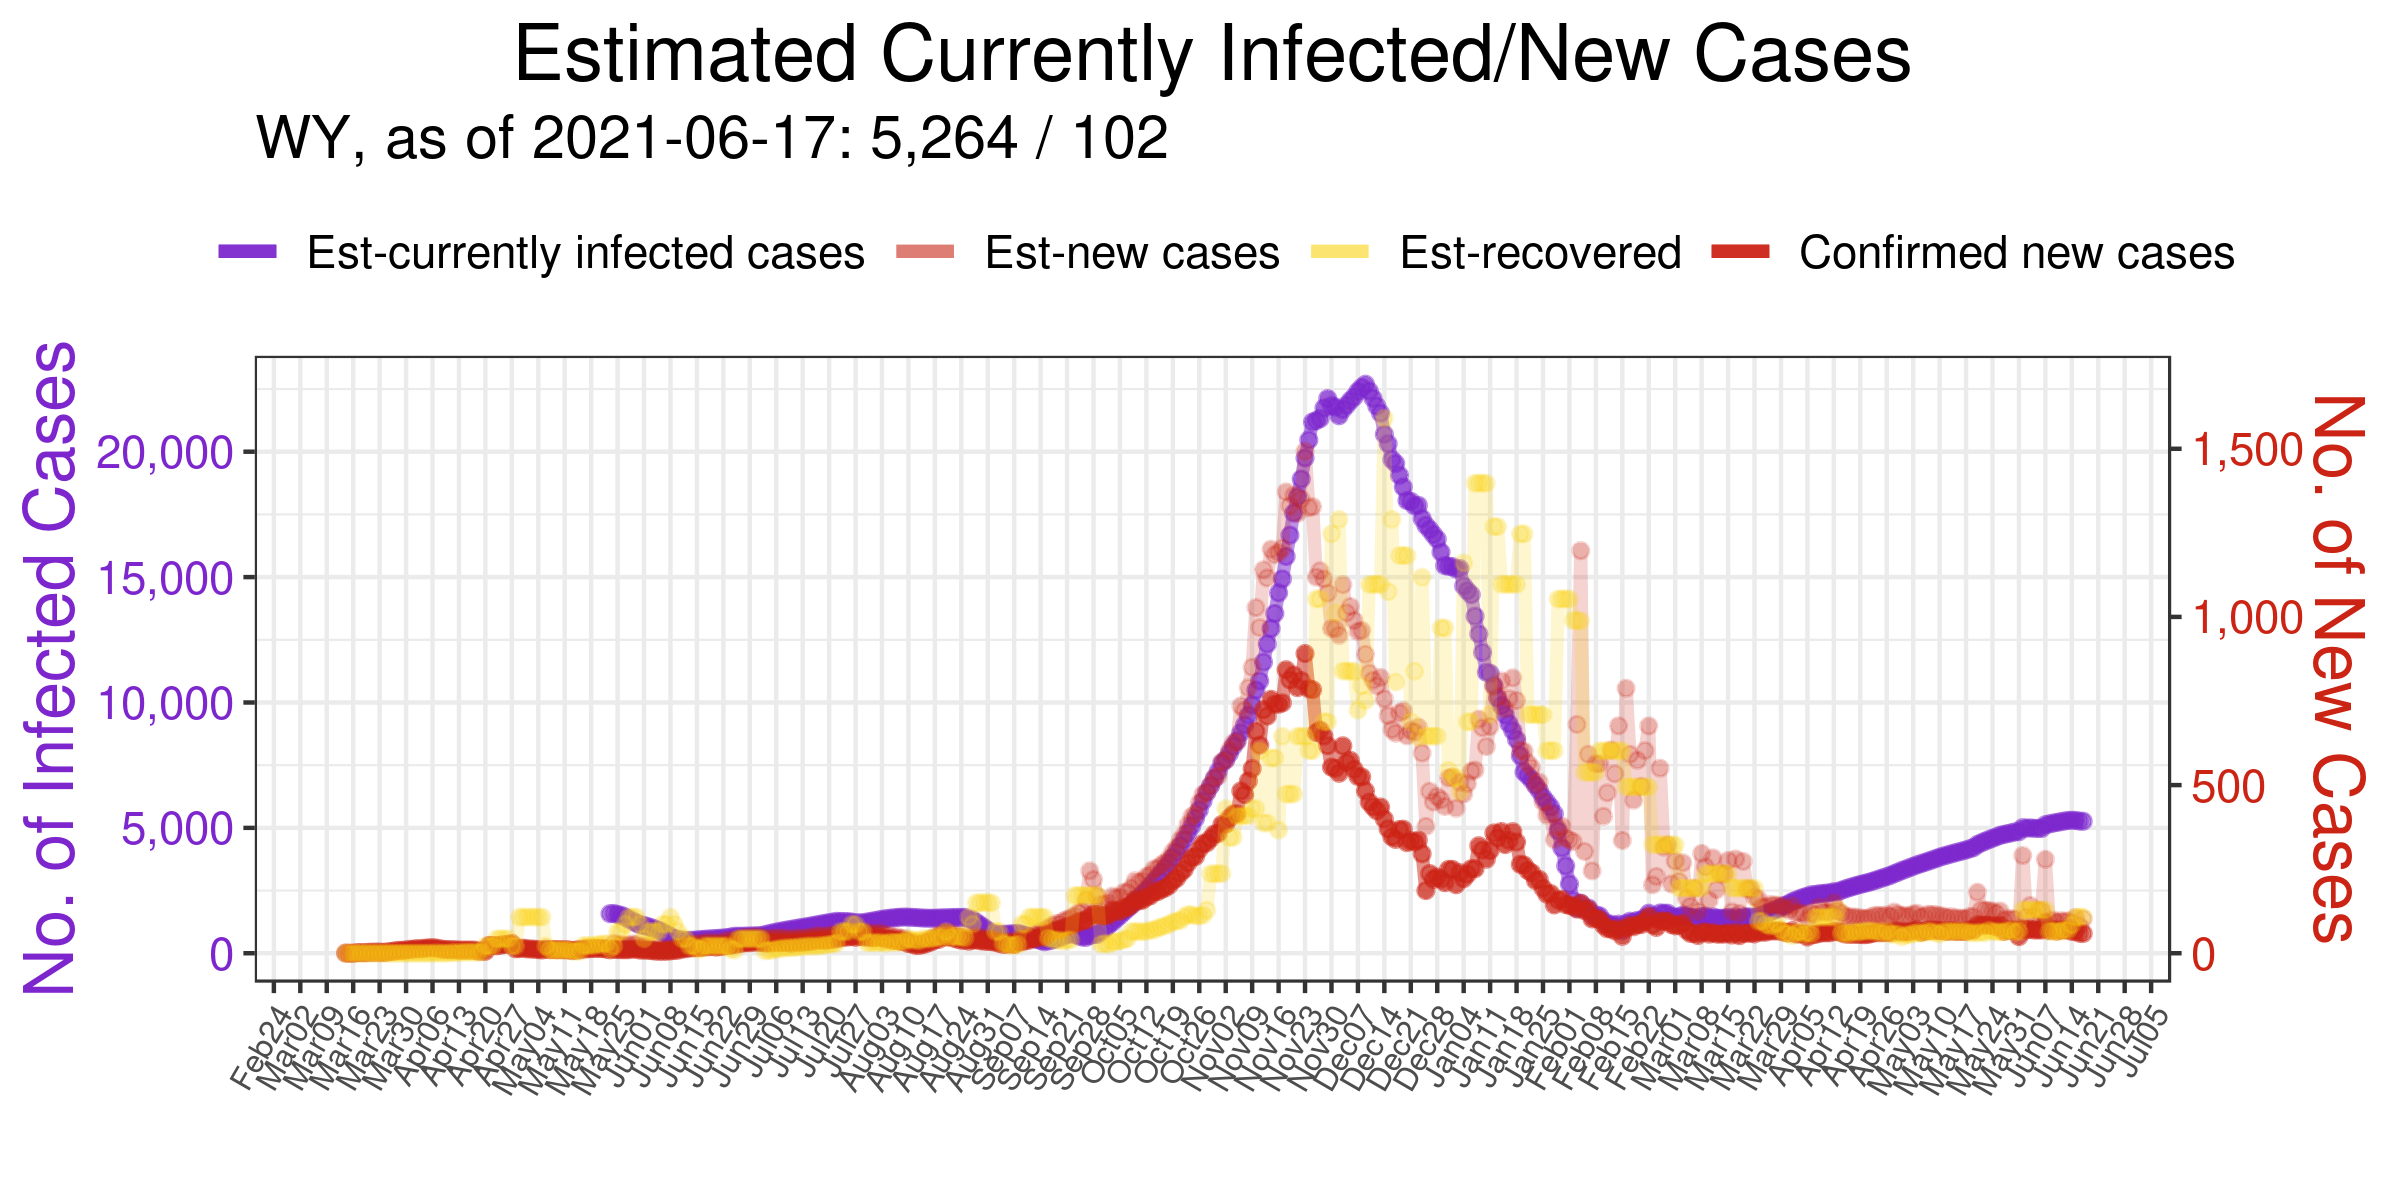 Estimated Currently Infected/New Cases
WY, as of 2021-06-17: 5,264 / 102
Est-currently infected cases Est-new cases Est-recovered Confirmed new cases
No. of Infected Cases
20,000
15,000
10,000
5,000
0
1,500
1,000
500
0
No. of New Cases
Feb24 Mar02 Mar09 Mar16 Mar23 Mar30 Apr06 Apr13 Apr20 Apr27 May04 May11 May18 May25 Jun01 Jun08 Jun15 Jun22 Jun29 Jul06 Jul13 Jul20 Jul27 Aug03 Aug10 Aug17 Aug24 Aug31 Sep07 Sep14 Sep21 Sep28 Oct05 Oct12 Oct19 Oct26 Nov02 Nov09 Nov16 Nov23 Nov30 Dec07 Dec14 Dec21 Dec28 Jan04 Jan11 Jan18 Jan25 Feb01 Feb08 Feb15 Feb22 Mar01 Mar08 Mar15 Mar22 Mar29 Apr05 Apr12 Apr19 Apr26 May03 May10 May17 May24 May31 Jun07 Jun14 Jun21 Jun28 Jul05